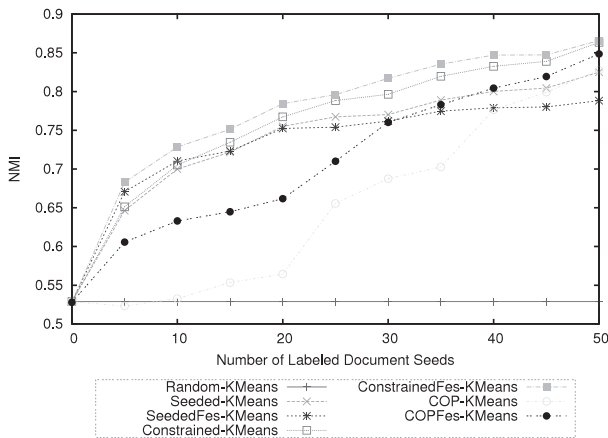 0.9
0.85
0.8
0.75
0.7
0.65
0.6
0.55
0.5
NMI
0 10 20 30 40 50
Number of Labeled Document Seeds
Random-KMeans
Seeded-KMeans
SeededFes-KMeans
Constrained-KMeans
ConstrainedFes-KMeans
COP-KMeans
COPFes-KMeans